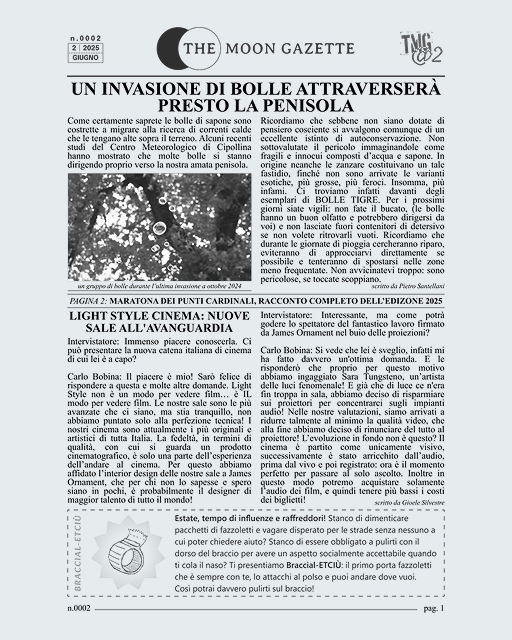 n.0002
2 | 2025
GIUGNO
THE MOON GAZETTE
TMG
@2
UN INVASIONE DI BOLLE ATTRAVERSERÀ
PRESTO LA PENISOLA
Come certamente saprete le bolle di sapone sono
costrette a migrare alla ricerca di correnti calde
che le tengano alte sopra il terreno. Alcuni recenti
studi del Centro Meteorologico di Cipollina
hanno mostrato che molte bolle si stanno
dirigendo proprio verso la nostra amata penisola.
un gruppo di bolle durante l'ultima invasione a ottobre 2024
Ricordiamo che sebbene non siano dotate di
pensiero cosciente si avvalgono comunque di un
eccellente istinto di autoconservazione. Non
sottovalutate il pericolo immaginandole come
fragili e innocui composti d'acqua e sapone. In
origine neanche le zanzare costituivano un tale
fastidio, finché non sono arrivate le varianti
esotiche, più grosse, più feroci. Insomma, più
infami. Ci troviamo infatti davanti degli
esemplari di BOLLE TIGRE. Per i prossimi
giorni siate vigili: non fate il bucato, (le bolle
hanno un buon olfatto e potrebbero dirigersi da
voi) e non lasciate fuori contenitori di detersivo
se non volete ritrovarli vuoti. Ricordiamo che
durante le giornate di pioggia cercheranno riparo,
eviteranno di approcciarvi direttamente se
possibile e tenteranno di spostarsi nelle zone
meno frequentate. Non avvicinatevi troppo: sono
pericolose, se toccate scoppiano.
scritto da Pietro Santellani
PAGINA 2: MARATONA DEI PUNTI CARDINALI, RACCONTO COMPLETO DELL'EDIZONE 2025
LIGHT STYLE CINEMA: NUOVE
SALE ALL'AVANGUARDIA
Intervistatore: Immenso piacere conoscerla. Ci
può presentare la nuova catena italiana di cinema
di cui lei è a capo?
Carlo Bobina: Il piacere è mio! Sarò felice di
rispondere a questa e molte altre domande. Light
Style non è un modo per vedere film… è IL
modo per vedere film. Le nostre sale sono le più
avanzate che ci siano, ma stia tranquillo, non
abbiamo puntato solo alla perfezione tecnica! I
nostri cinema sono attualmente i più originali e
artistici di tutta Italia. La fedeltà, in termini di
qualità, con cui si guarda un prodotto
cinematografico, è solo una parte dell'esperienza
dell'andare al cinema. Per questo abbiamo
affidato l'interior design delle nostre sale a James
Ornament, che per chi non lo sapesse e spero
siano in pochi, è probabilmente il designer di
maggior talento di tutto il mondo!
Intervistatore: Interessante, ma come potrà
godere lo spettatore del fantastico lavoro firmato
da James Ornament nel buio delle proiezioni?
Carlo Bobina: Si vede che lei è sveglio, infatti mi
ha fatto davvero un'ottima domanda. E le
risponderò che proprio per questo motivo
abbiamo ingaggiato Sara Tungsteno, un'artista
delle luci fenomenale! E già che di luce e n'era
fin troppa in sala, abbiamo deciso di risparmiare
sui proiettori per concentrarci sugli impianti
audio! Nelle nostre valutazioni, siamo arrivati a
ridurre talmente al minimo la qualità video, che
alla fine abbiamo deciso di rinunciare del tutto al
proiettore! L'evoluzione in fondo non è questo? Il
cinema è partito come unicamente visivo,
successivamente è stato arricchito dall'audio,
prima dal vivo e poi registrato: ora è il momento
perfetto per passare al solo ascolto. Inoltre in
questo modo potremo acquistare solamente
l'audio dei film, e quindi tenere più bassi i costi
dei biglietti!
scritto da Gioele Silvestre
BRACCIAL-ETCIÙ
Estate, tempo di influenze e raffreddori! Stanco di dimenticare
pacchetti di fazzoletti e vagare disperato per le strade senza nessuno a
cui poter chiedere aiuto? Stanco di essere obbligato a pulirti con il
dorso del braccio per avere un aspetto socialmente accettabile quando
ti cola il naso? Ti presentiamo Braccial-ETCIÙ: il primo porta fazzoletti
che è sempre con te, lo attacchi al polso e puoi andare dove vuoi.
Così potrai davvero pulirti sul braccio!
n.0002
pag. 1